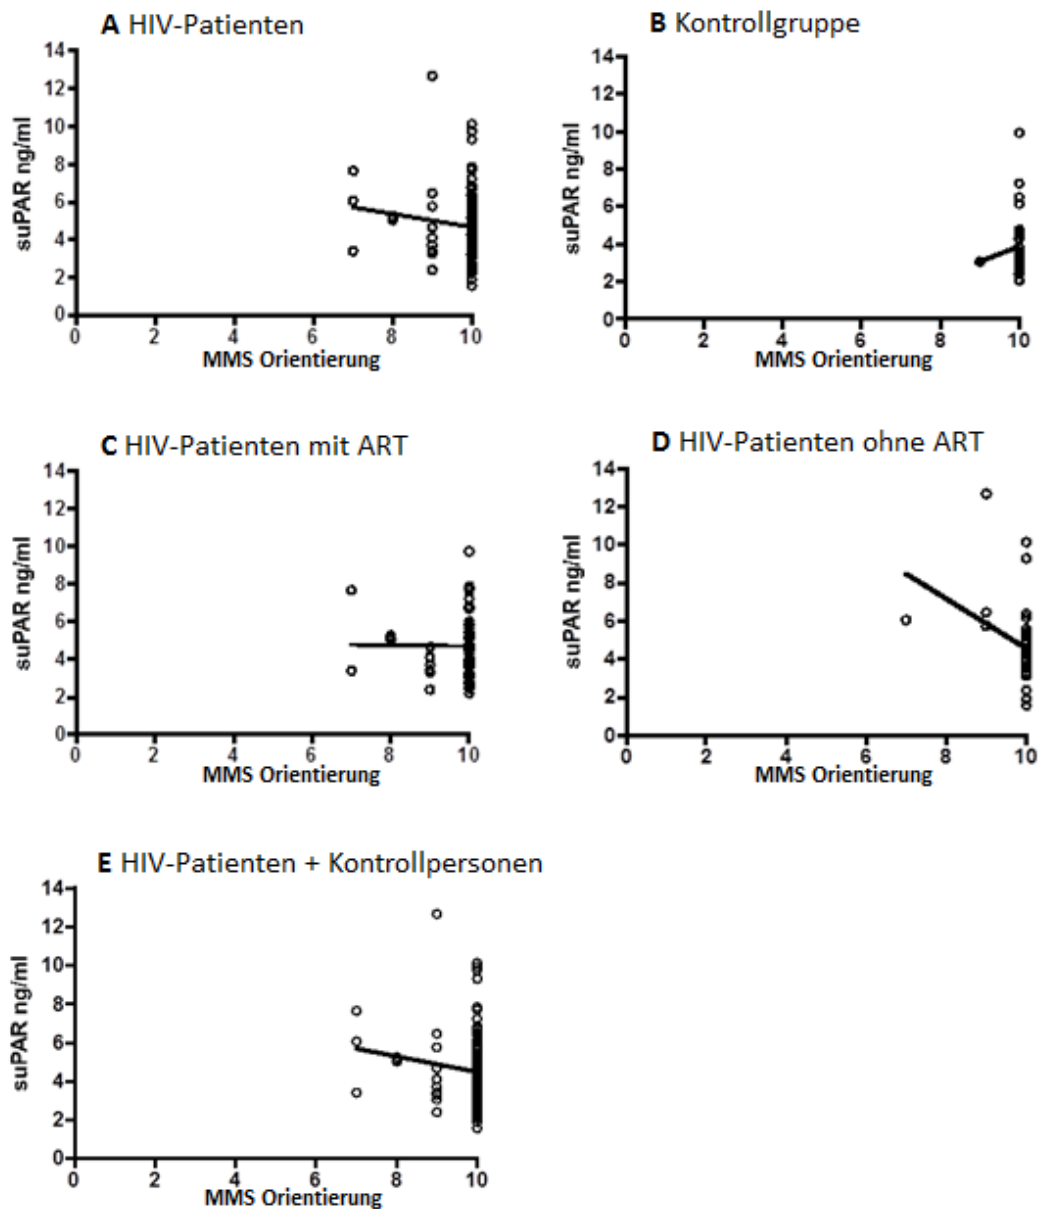 A HIV-Patienten
14
12
10
8
6
4
2
0
suPAR ng/ml
0 2 4 6 8 10
MMS Orientierung
B Kontrollgruppe
14
12
10
8
6
4
2
0
suPAR ng/ml
0 2 4 6 8 10
MMS Orientierung
C HIV-Patienten mit ART
14
12
10
8
6
4
2
0
suPAR ng/ml
0 2 4 6 8 10
MMS Orientierung
D HIV-Patienten ohne ART
14
12
10
8
6
4
2
0
suPAR ng/ml
0 2 4 6 8 10
MMS Orientierung
E HIV-Patienten + Kontrollpersonen
14
12
10
8
6
4
2
0
suPAR ng/ml
0 2 4 6 8 10
MMS Orientierung